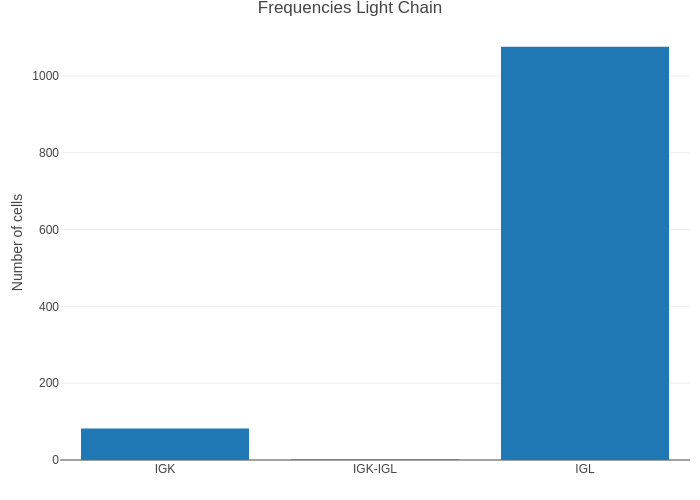 Frequencies Light Chain
Number of cells
1000
800
600
400
200
0
IGK
IGK-IGL
IGL